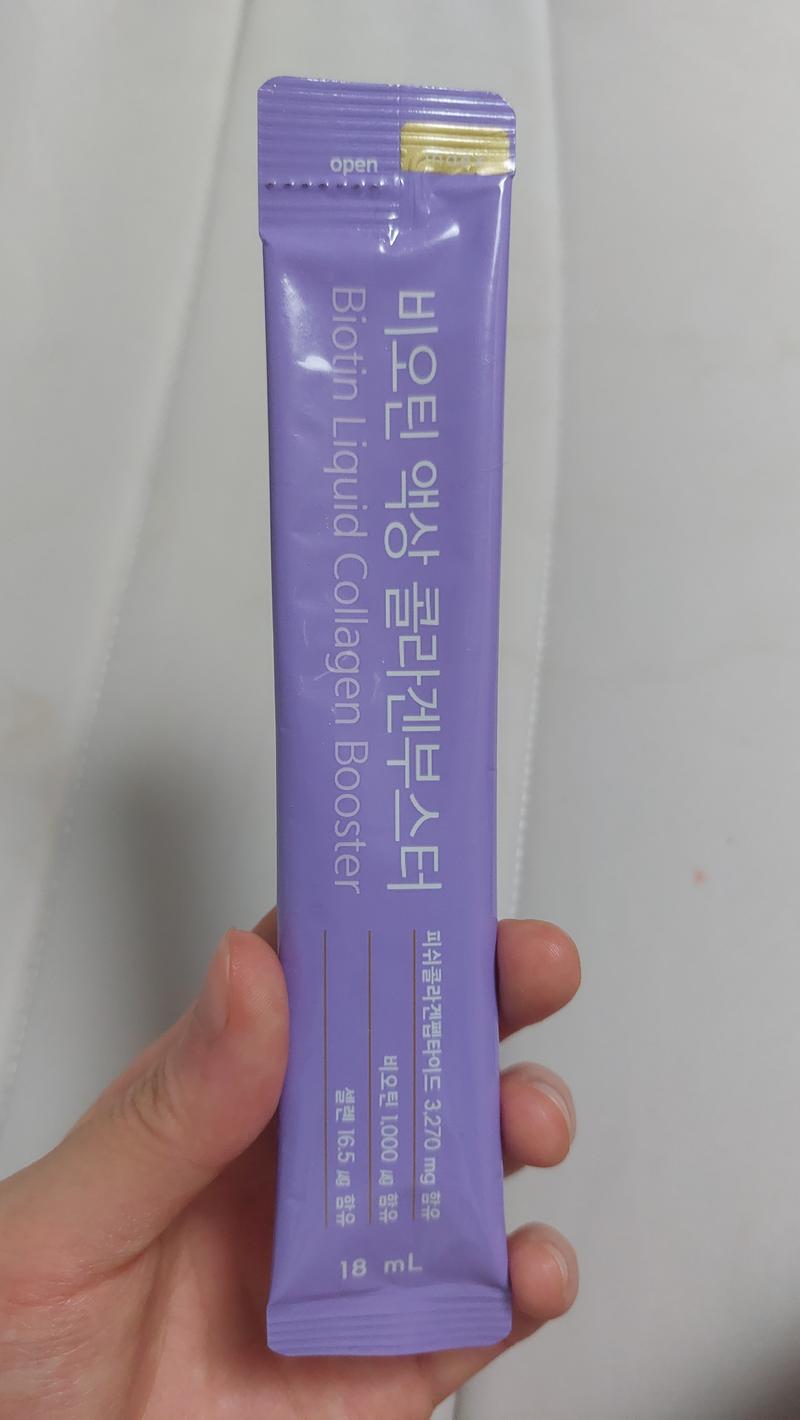 open
비오틴 액상 콜라겐부스터
Biotin Liquid Collagen Booster
피쉬콜라겐펩타이드 3,270 mg 함유
비오틴 1,000 μg 함유
셀렌 16.5 μg 함유
18 mL